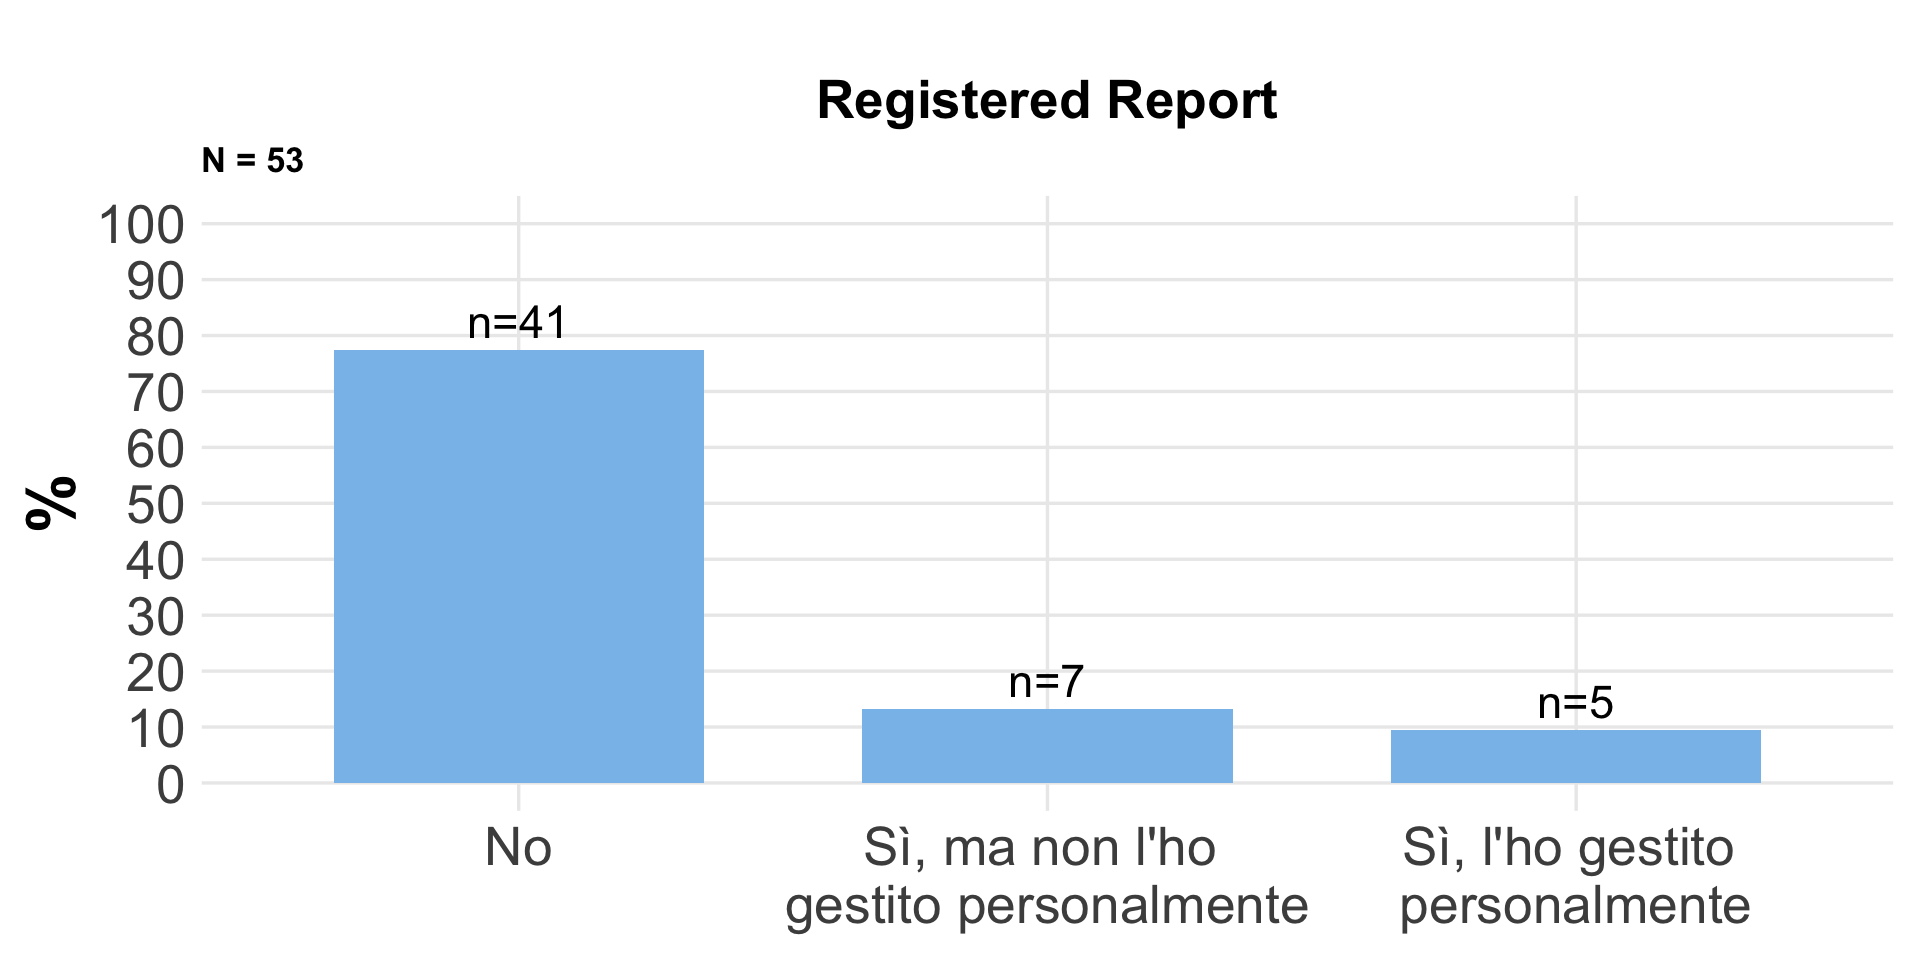 Registered Report
N = 53
%
100
90
80
70
60
50
40
30
20
10
0
n=41
n=7
n=5
No
Sì, ma non l'ho
gestito personalmente
Sì, l'ho gestito
personalmente